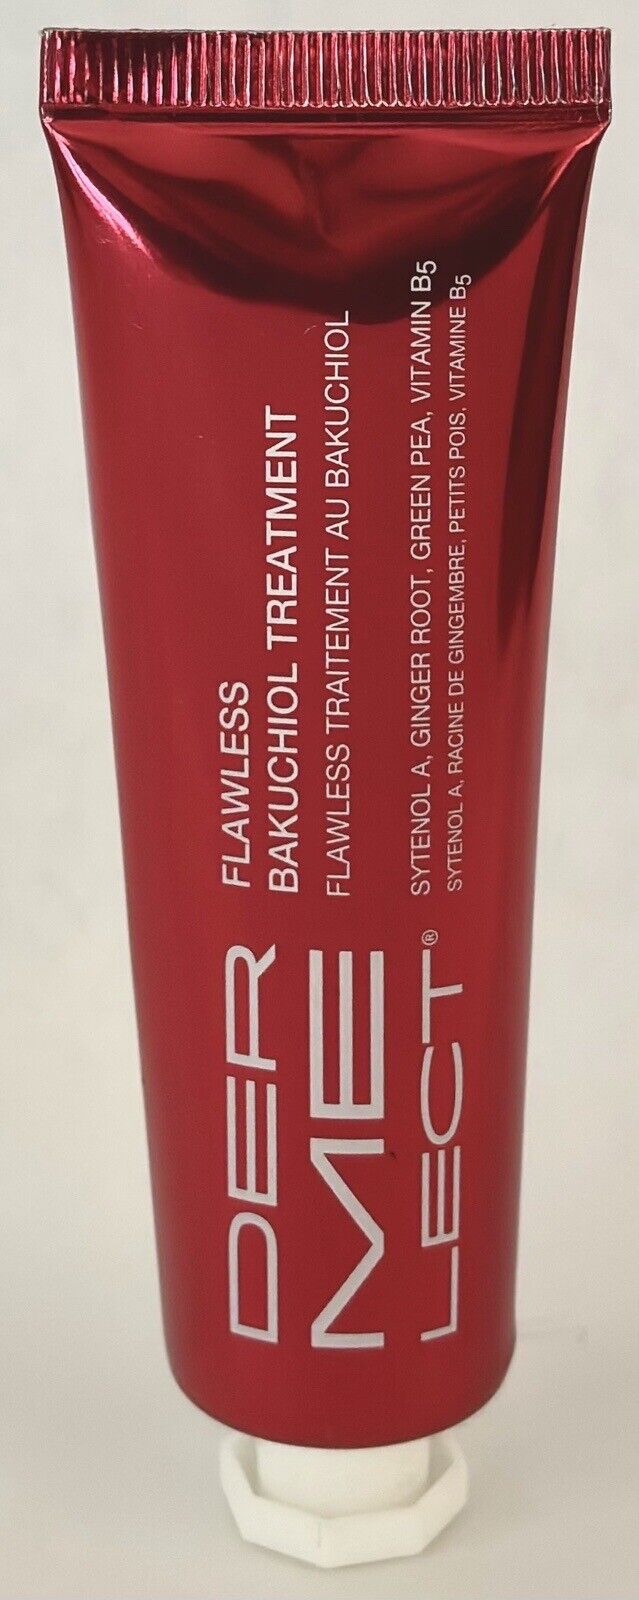 DER
ME
LECT®
FLAWLESS
BAKUCHIOL TREATMENT
FLAWLESS TRAITEMENT AU BAKUCHIOL
SYTENOL A, GINGER ROOT, GREEN PEA, VITAMIN B5
SYTENOL A, RACINE DE GINGEMBRE, PETITS POIS, VITAMINE B5